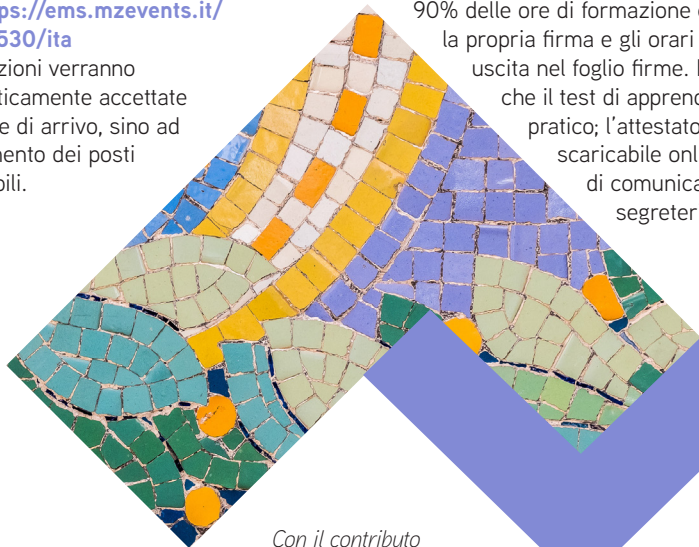 ps://ems.mzevents.it/
530/ita
zioni verranno
ticamente accettate
e di arrivo, sino ad
mento dei posti
bili.
90% delle ore di formazione
la propria firma e gli orari
uscita nel foglio firme.
che il test di apprend
pratico; l'attestato
scaricabile onl
di comunica
segreter
Con il contributo